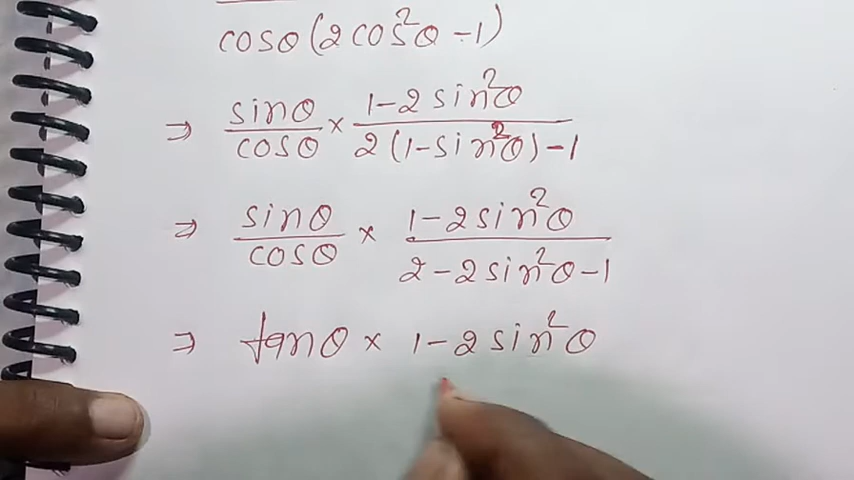 cosθ(2cos²θ-1)
⇒ sinθ/cosθ × 1-2sin²θ/2(1-sin²θ)-1
⇒ sinθ/cosθ × 1-2sin²θ/2-2sin²θ-1
⇒ tanθ × 1-2sin²θ